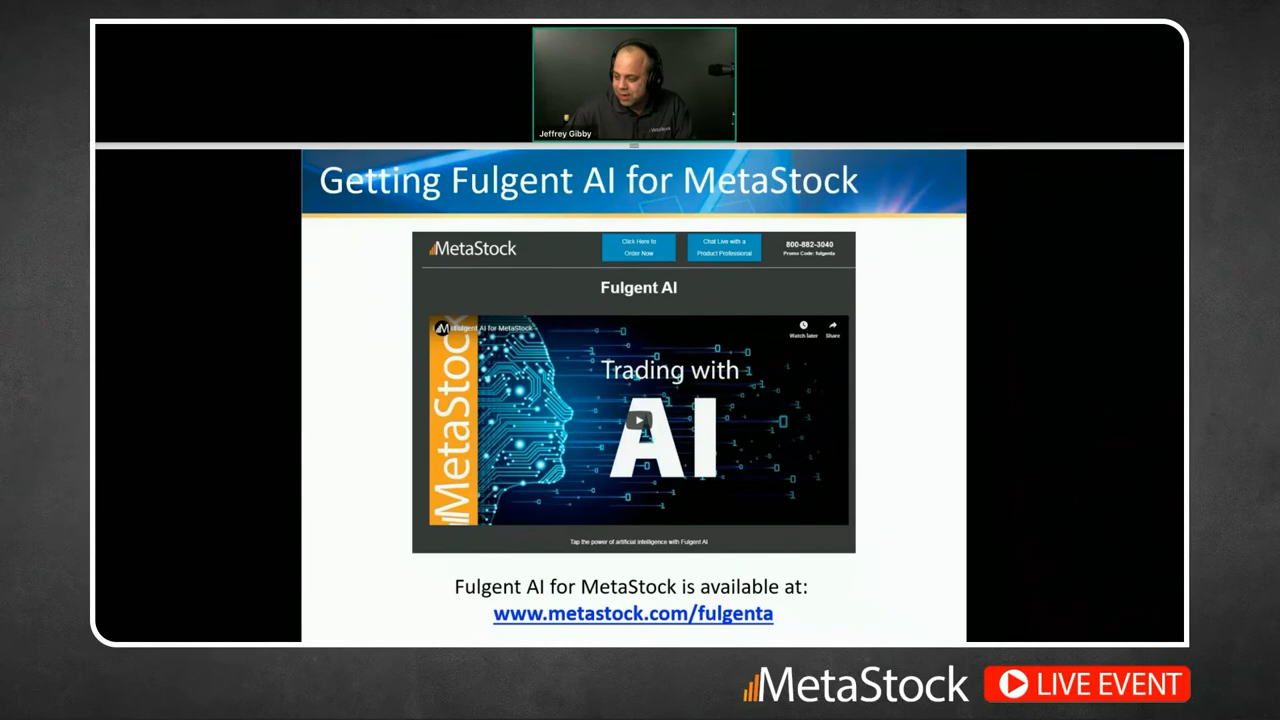 Jeffrey Gibby
Getting Fulgent AI for MetaStock
MetaStock
Click Here to
Order Now
Chat Live with a
Product Professional
800-882-3040
Promo Code: fulgenta
Fulgent AI
Fulgent AI for MetaStock
Watch later
Share
MetaStock
Trading with
AI
Tap the power of artificial intelligence with Fulgent AI
Fulgent AI for MetaStock is available at:
www.metastock.com/fulgenta
MetaStock
LIVE EVENT